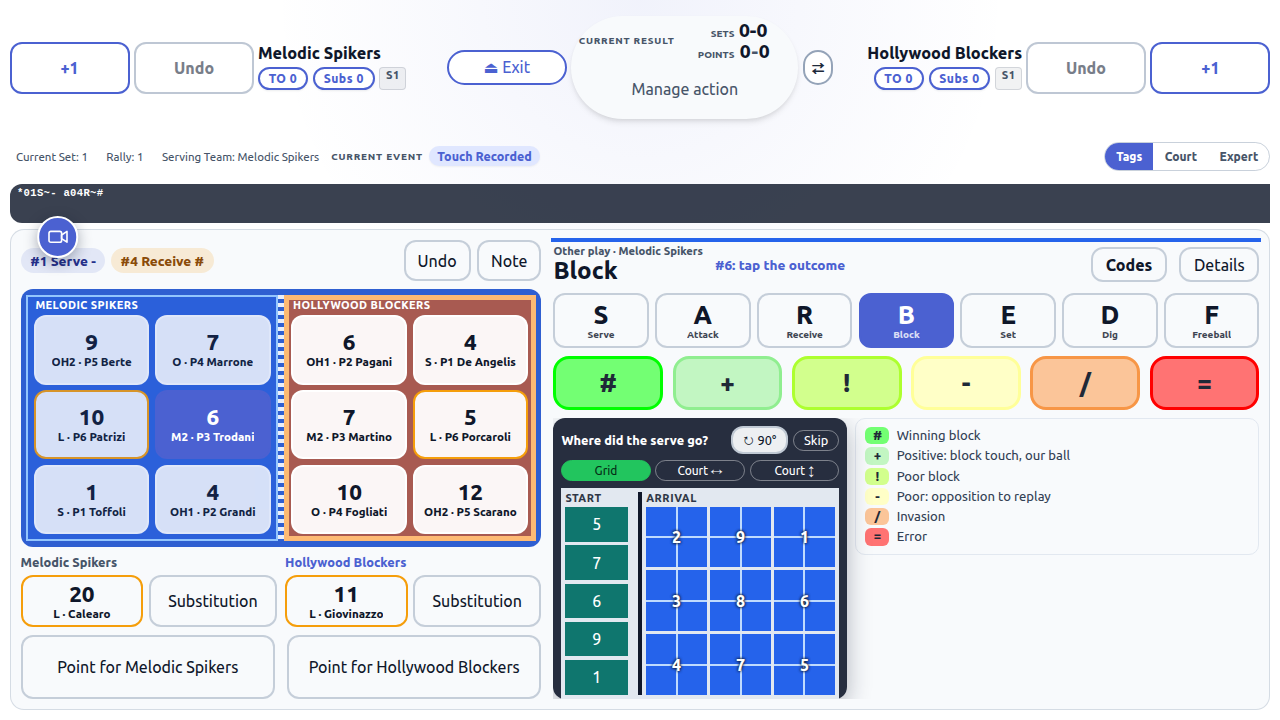 +1
Undo
Melodic Spikers
TO 0
Subs 0
S1
⏏ Exit
CURRENT RESULT
SETS 0-0
POINTS 0-0
Manage action
⇄
Hollywood Blockers
TO 0
Subs 0
S1
Undo
+1
Current Set: 1
Rally: 1
Serving Team: Melodic Spikers
CURRENT EVENT
Touch Recorded
Tags
Court
Expert
*01S~- a04R~#
#1 Serve -
#4 Receive #
Undo
Note
MELODIC SPIKERS
9
OH2 · P5 Berte
7
O · P4 Marrone
10
L · P6 Patrizi
6
M2 · P3 Trodani
1
S · P1 Toffoli
4
OH1 · P2 Grandi
HOLLYWOOD BLOCKERS
6
OH1 · P2 Pagani
4
S · P1 De Angelis
7
M2 · P3 Martino
5
L · P6 Porcaroli
10
O · P4 Fogliati
12
OH2 · P5 Scarano
Melodic Spikers
20
L · Calearo
Substitution
Hollywood Blockers
11
L · Giovinazzo
Substitution
Point for Melodic Spikers
Point for Hollywood Blockers
Other play · Melodic Spikers
Block
#6: tap the outcome
Codes
Details
S
Serve
A
Attack
R
Receive
B
Block
E
Set
D
Dig
F
Freeball
#
+
!
-
/
=
Where did the serve go?
↻ 90°
Skip
Grid
Court ↔
Court ↕
START
5
7
6
9
1
ARRIVAL
2 9 1
3 8 6
4 7 5
# Winning block
+ Positive: block touch, our ball
! Poor block
- Poor: opposition to replay
/ Invasion
= Error